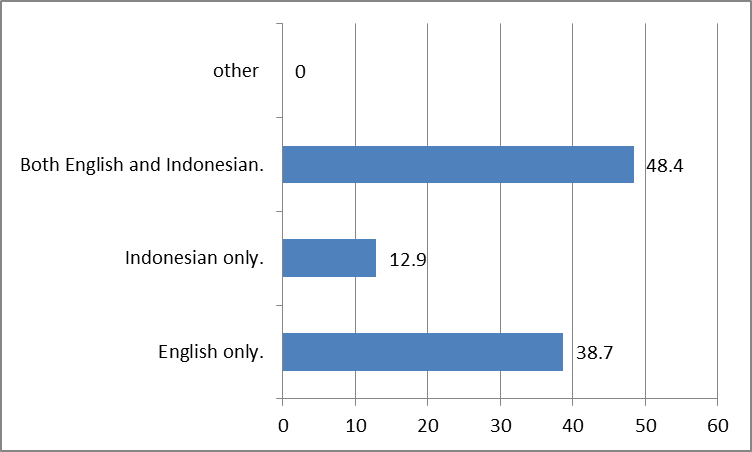 other
0
Both English and Indonesian.
48.4
Indonesian only.
12.9
English only.
38.7
0 10 20 30 40 50 60